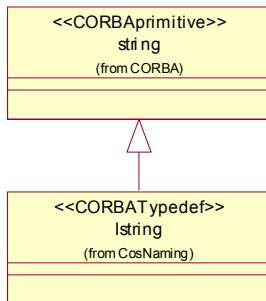 <<CORBAprimitive>>
string
(from CORBA)
<<CORBATypedef>>
Istring
(from CosNaming)